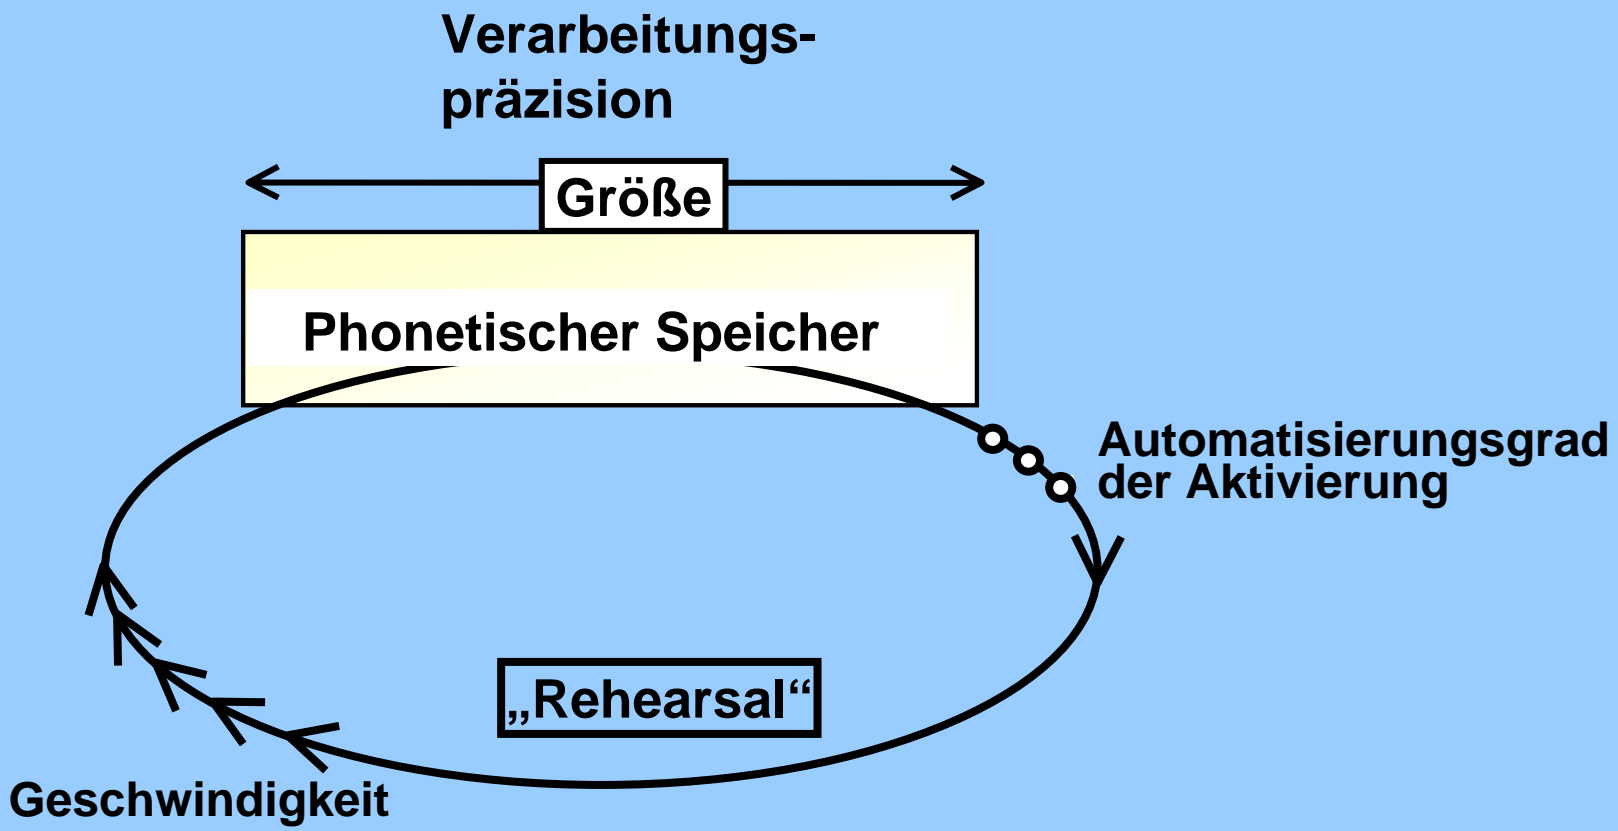 Verarbeitungs-
präzision
Größe
Phonetischer Speicher
Automatisierungsgrad
der Aktivierung
„Rehearsal“
Geschwindigkeit